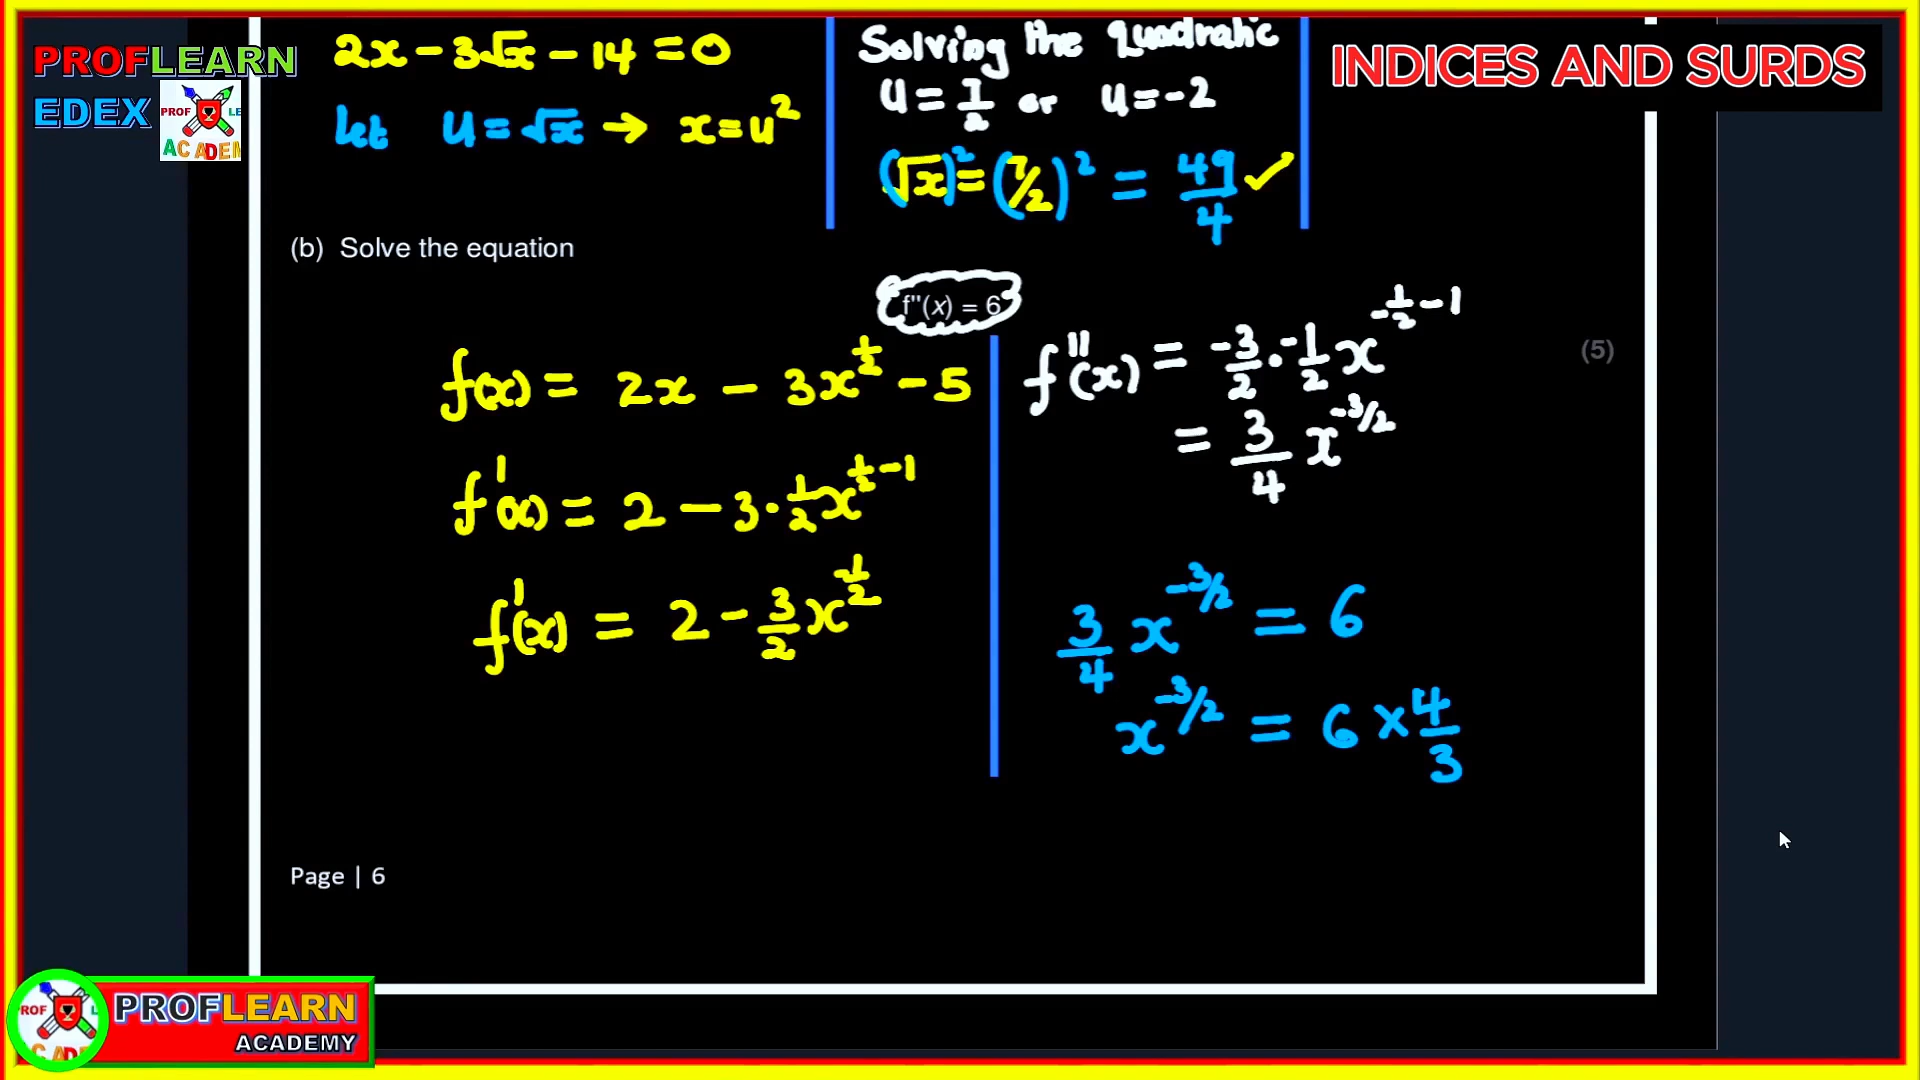 PROFLEARN
EDEX
PROF LE
ACADEM
INDICES AND SURDS
2x - 3√x - 14 = 0
let u = √x → x = u²
Solving the quadratic
u = 7/2 or u = -2
(√x)² = (7/2)² = 49/4 ✓
(b) Solve the equation
f''(x) = 6
(5)
f(x) = 2x - 3x^(1/2) - 5
f'(x) = 2 - 3·1/2 x^(1/2 - 1)
f'(x) = 2 - 3/2 x^(-1/2)
f''(x) = -3/2 · -1/2 x^(-1/2 - 1)
= 3/4 x^(-3/2)
3/4 x^(-3/2) = 6
x^(-3/2) = 6 × 4/3
Page | 6
PROFLEARN
ACADEMY